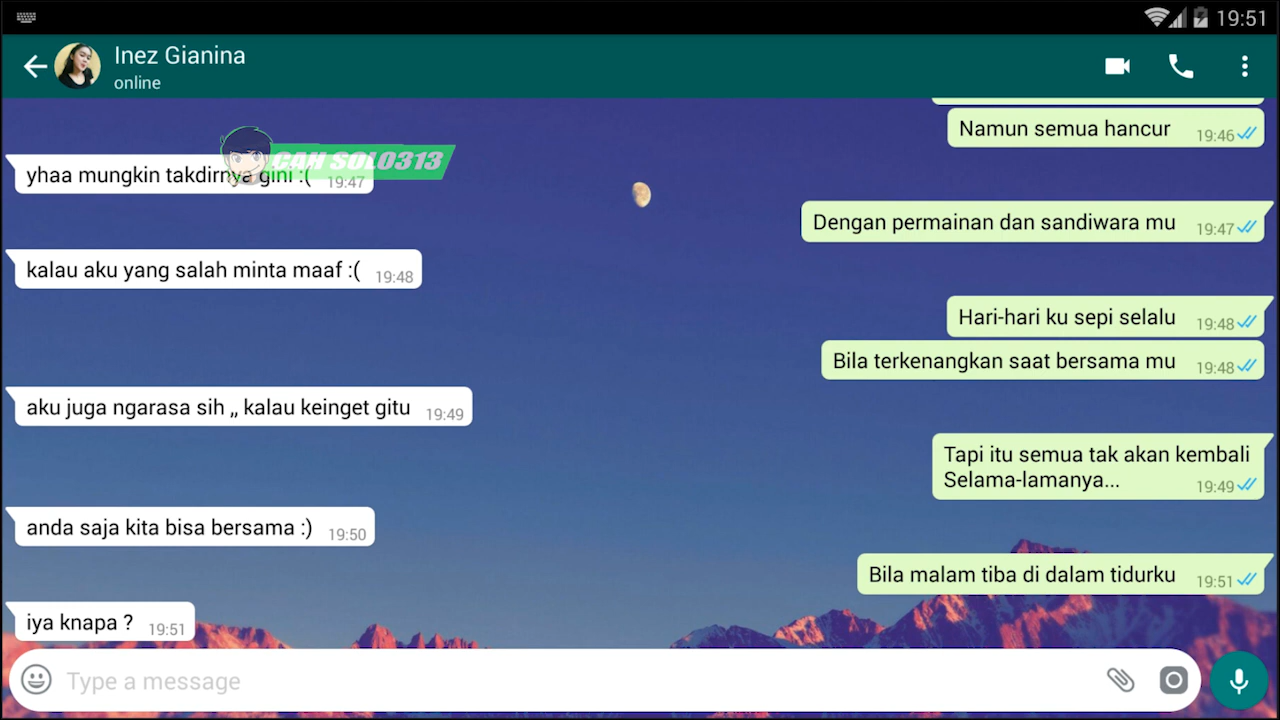 19:51
Inez Gianina
online
Namun semua hancur 19:46
CAH SOLO313
yhaa mungkin takdirnya gini :( 19:47
Dengan permainan dan sandiwara mu 19:47
kalau aku yang salah minta maaf :( 19:48
Hari-hari ku sepi selalu 19:48
Bila terkenangkan saat bersama mu 19:48
aku juga ngarasa sih ,, kalau keinget gitu 19:49
Tapi itu semua tak akan kembali
Selama-lamanya... 19:49
anda saja kita bisa bersama :) 19:50
Bila malam tiba di dalam tidurku 19:51
iya knapa ? 19:51
Type a message